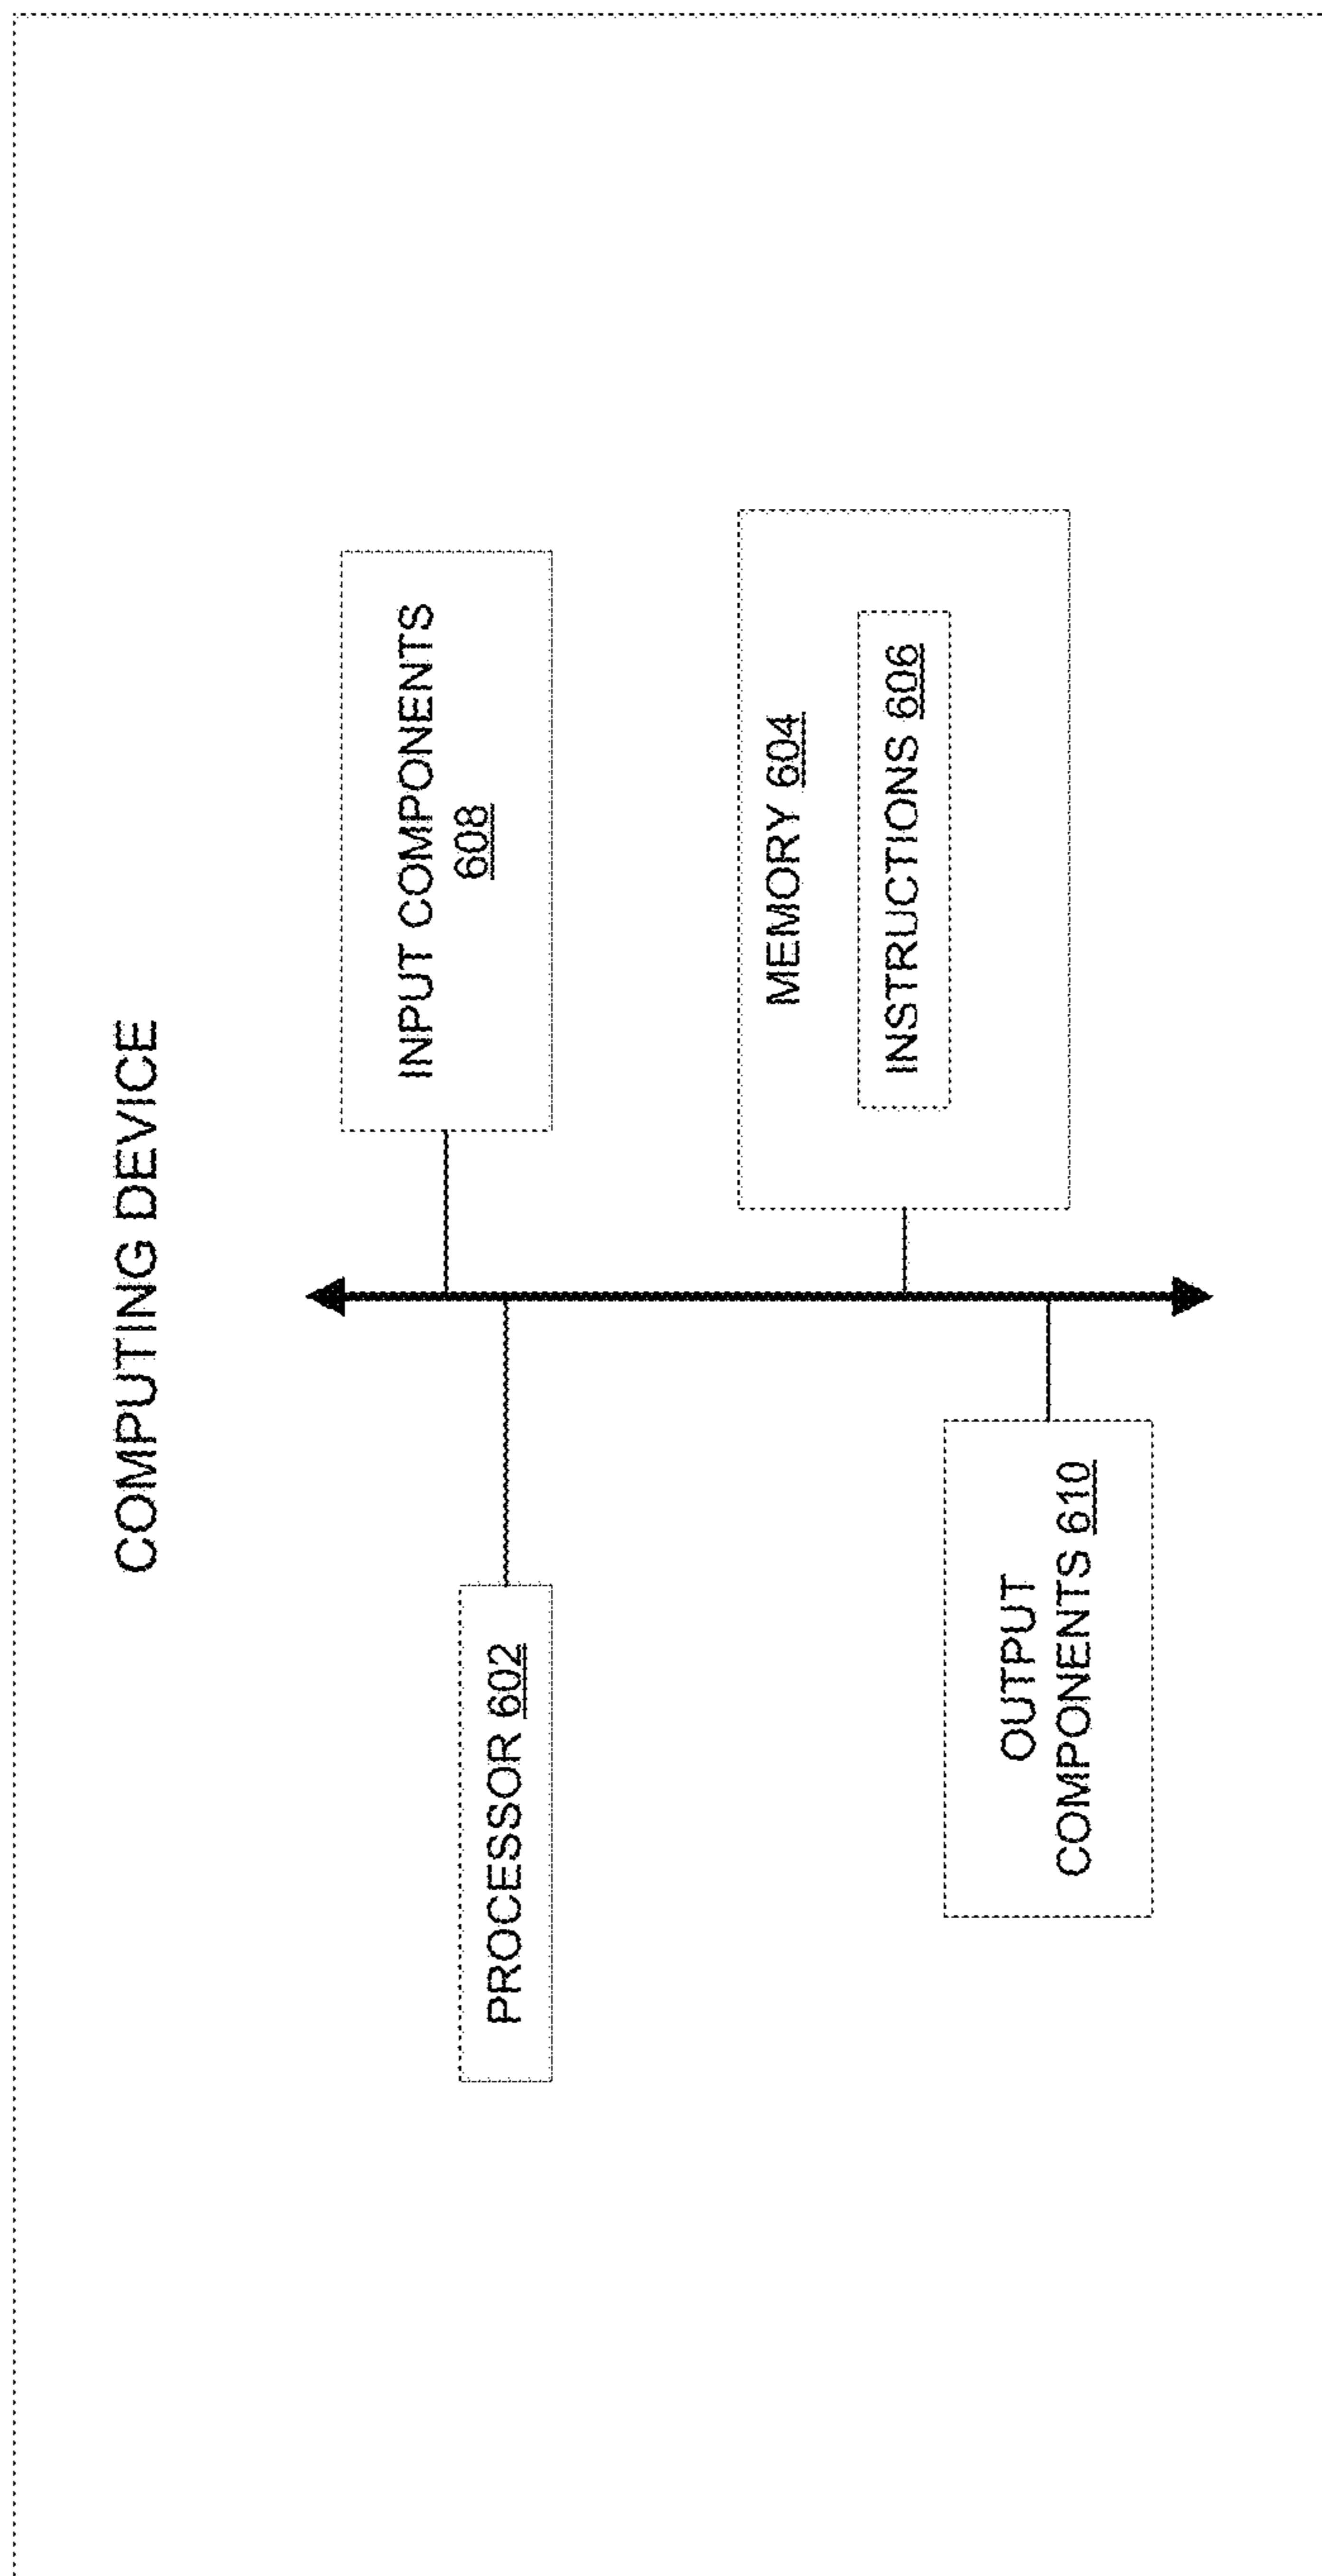 COMPUTING DEVICE
INPUT COMPONENTS
608
PROCESSOR 602
MEMORY 604
INSTRUCTIONS 606
OUTPUT
COMPONENTS 610